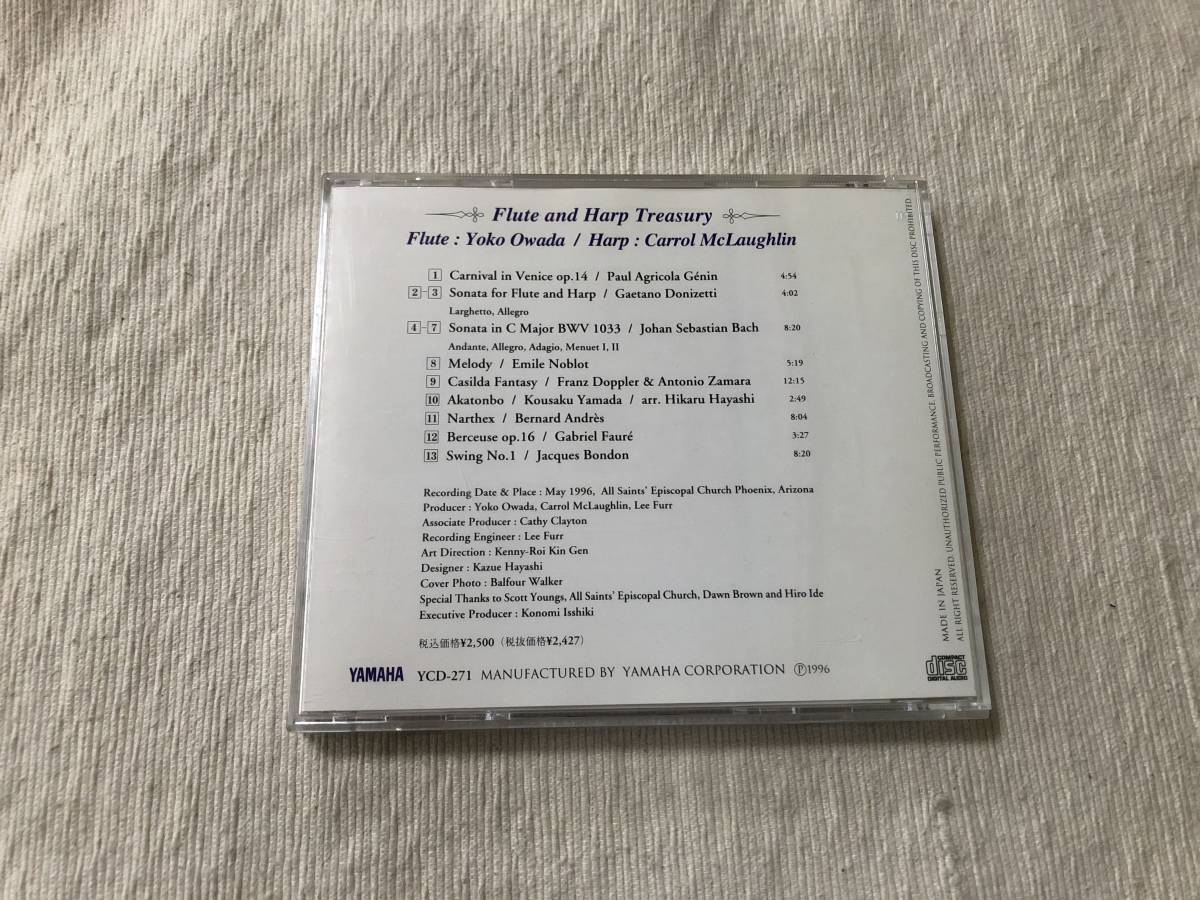 Flute and Harp Treasury
Flute : Yoko Owada / Harp : Carrol McLaughlin
1 Carnival in Venice op.14 / Paul Agricola Génin 4:54
2-3 Sonata for Flute and Harp / Gaetano Donizetti 4:02
Larghetto, Allegro
4-7 Sonata in C Major BWV 1033 / Johan Sebastian Bach 8:20
Andante, Allegro, Adagio, Menuet I, II
8 Melody / Emile Noblot 5:19
9 Casilda Fantasy / Franz Doppler & Antonio Zamara 12:15
10 Akatonbo / Kousaku Yamada / arr. Hikaru Hayashi 2:49
11 Narthex / Bernard Andrès 8:04
12 Berceuse op.16 / Gabriel Fauré 3:27
13 Swing No.1 / Jacques Bondon 8:20
Recording Date & Place : May 1996, All Saints' Episcopal Church Phoenix, Arizona
Producer : Yoko Owada, Carrol McLaughlin, Lee Furr
Associate Producer : Cathy Clayton
Recording Engineer : Lee Furr
Art Direction : Kenny-Roi Kin Gen
Designer : Kazue Hayashi
Cover Photo : Balfour Walker
Special Thanks to Scott Youngs, All Saints' Episcopal Church, Dawn Brown and Hiro Ide
Executive Producer : Konomi Isshiki
税込価格¥2,500（税抜価格¥2,427）
YAMAHA YCD-271 MANUFACTURED BY YAMAHA CORPORATION Ⓟ1996
MADE IN JAPAN
ALL RIGHT RESERVED. UNAUTHORIZED PUBLIC PERFORMANCE. BROADCASTING AND COPYING OF THIS DISC PROHIBITED.
COMPACT
disc
DIGITAL AUDIO